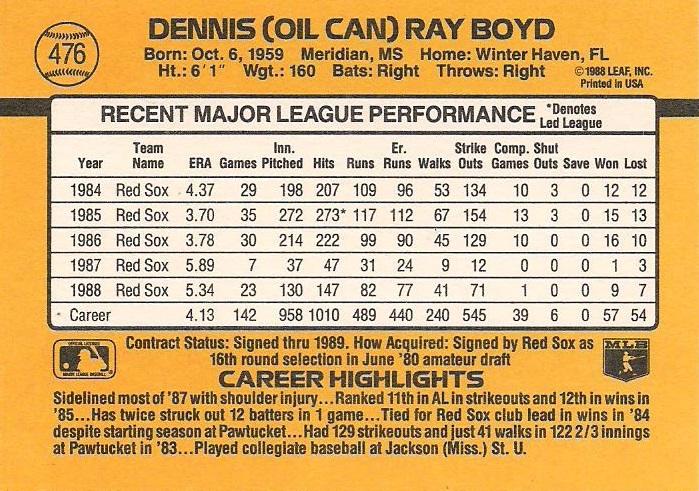 476
DENNIS (OIL CAN) RAY BOYD
Born: Oct. 6, 1959 Meridian, MS Home: Winter Haven, FL
Ht.: 6'1" Wgt.: 160 Bats: Right Throws: Right
©1988 LEAF, INC.
Printed in USA
RECENT MAJOR LEAGUE PERFORMANCE *Denotes Led League
Year Team Name ERA Games Inn. Pitched Hits Runs Er. Runs Walks Strike Outs Comp. Games Shut Outs Save Won Lost
1984 Red Sox 4.37 29 198 207 109 96 53 134 10 3 0 12 12
1985 Red Sox 3.70 35 272 273* 117 112 67 154 13 3 0 15 13
1986 Red Sox 3.78 30 214 222 99 90 45 129 10 0 0 16 10
1987 Red Sox 5.89 7 37 47 31 24 9 12 0 0 0 1 3
1988 Red Sox 5.34 23 130 147 82 77 41 71 1 0 0 9 7
Career 4.13 142 958 1010 489 440 240 545 39 6 0 57 54
Contract Status: Signed thru 1989. How Acquired: Signed by Red Sox as
16th round selection in June '80 amateur draft
MLB
CAREER HIGHLIGHTS
Sidelined most of '87 with shoulder injury...Ranked 11th in AL in strikeouts and 12th in wins in
'85...Has twice struck out 12 batters in 1 game...Tied for Red Sox club lead in wins in '84
despite starting season at Pawtucket...Had 129 strikeouts and just 41 walks in 122 2/3 innings
at Pawtucket in '83...Played collegiate baseball at Jackson (Miss.) St. U.